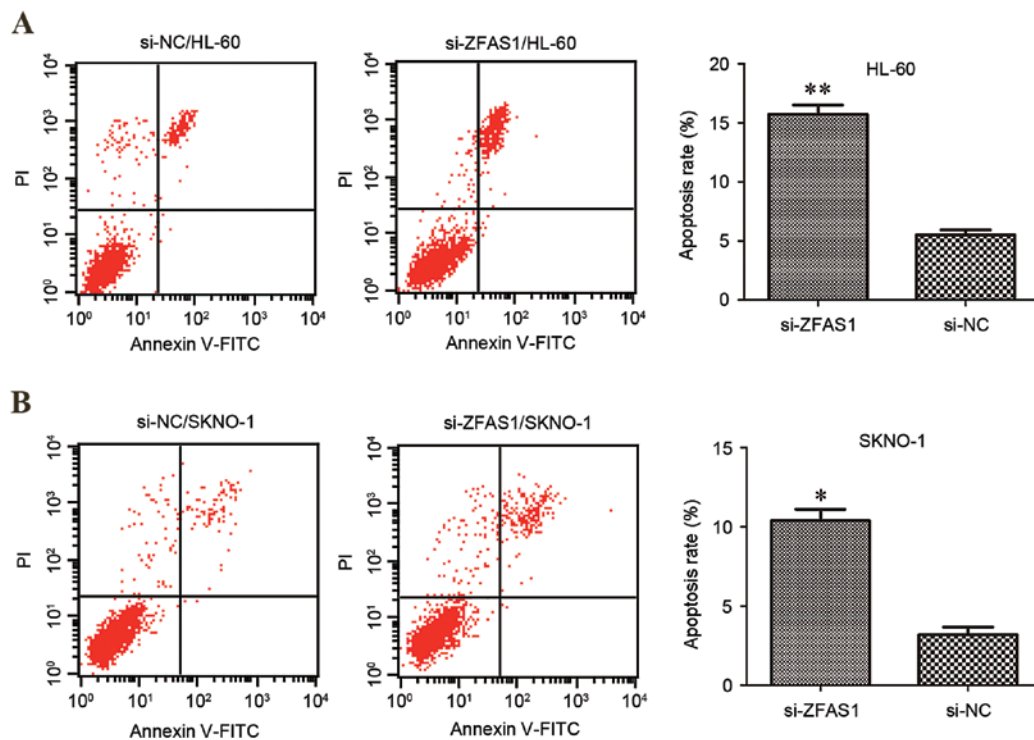 A
si-NC/HL-60
10⁴
10³
10²
10¹
10⁰
PI
10⁰ 10¹ 10² 10³ 10⁴
Annexin V-FITC
si-ZFAS1/HL-60
10⁴
10³
10²
10¹
10⁰
PI
10⁰ 10¹ 10² 10³ 10⁴
Annexin V-FITC
HL-60
20
15
10
5
0
Apoptosis rate (%)
**
si-ZFAS1 si-NC
B
si-NC/SKNO-1
10⁴
10³
10²
10¹
10⁰
PI
10⁰ 10¹ 10² 10³ 10⁴
Annexin V-FITC
si-ZFAS1/SKNO-1
10⁴
10³
10²
10¹
10⁰
PI
10⁰ 10¹ 10² 10³ 10⁴
Annexin V-FITC
SKNO-1
15
10
5
0
Apoptosis rate (%)
*
si-ZFAS1 si-NC